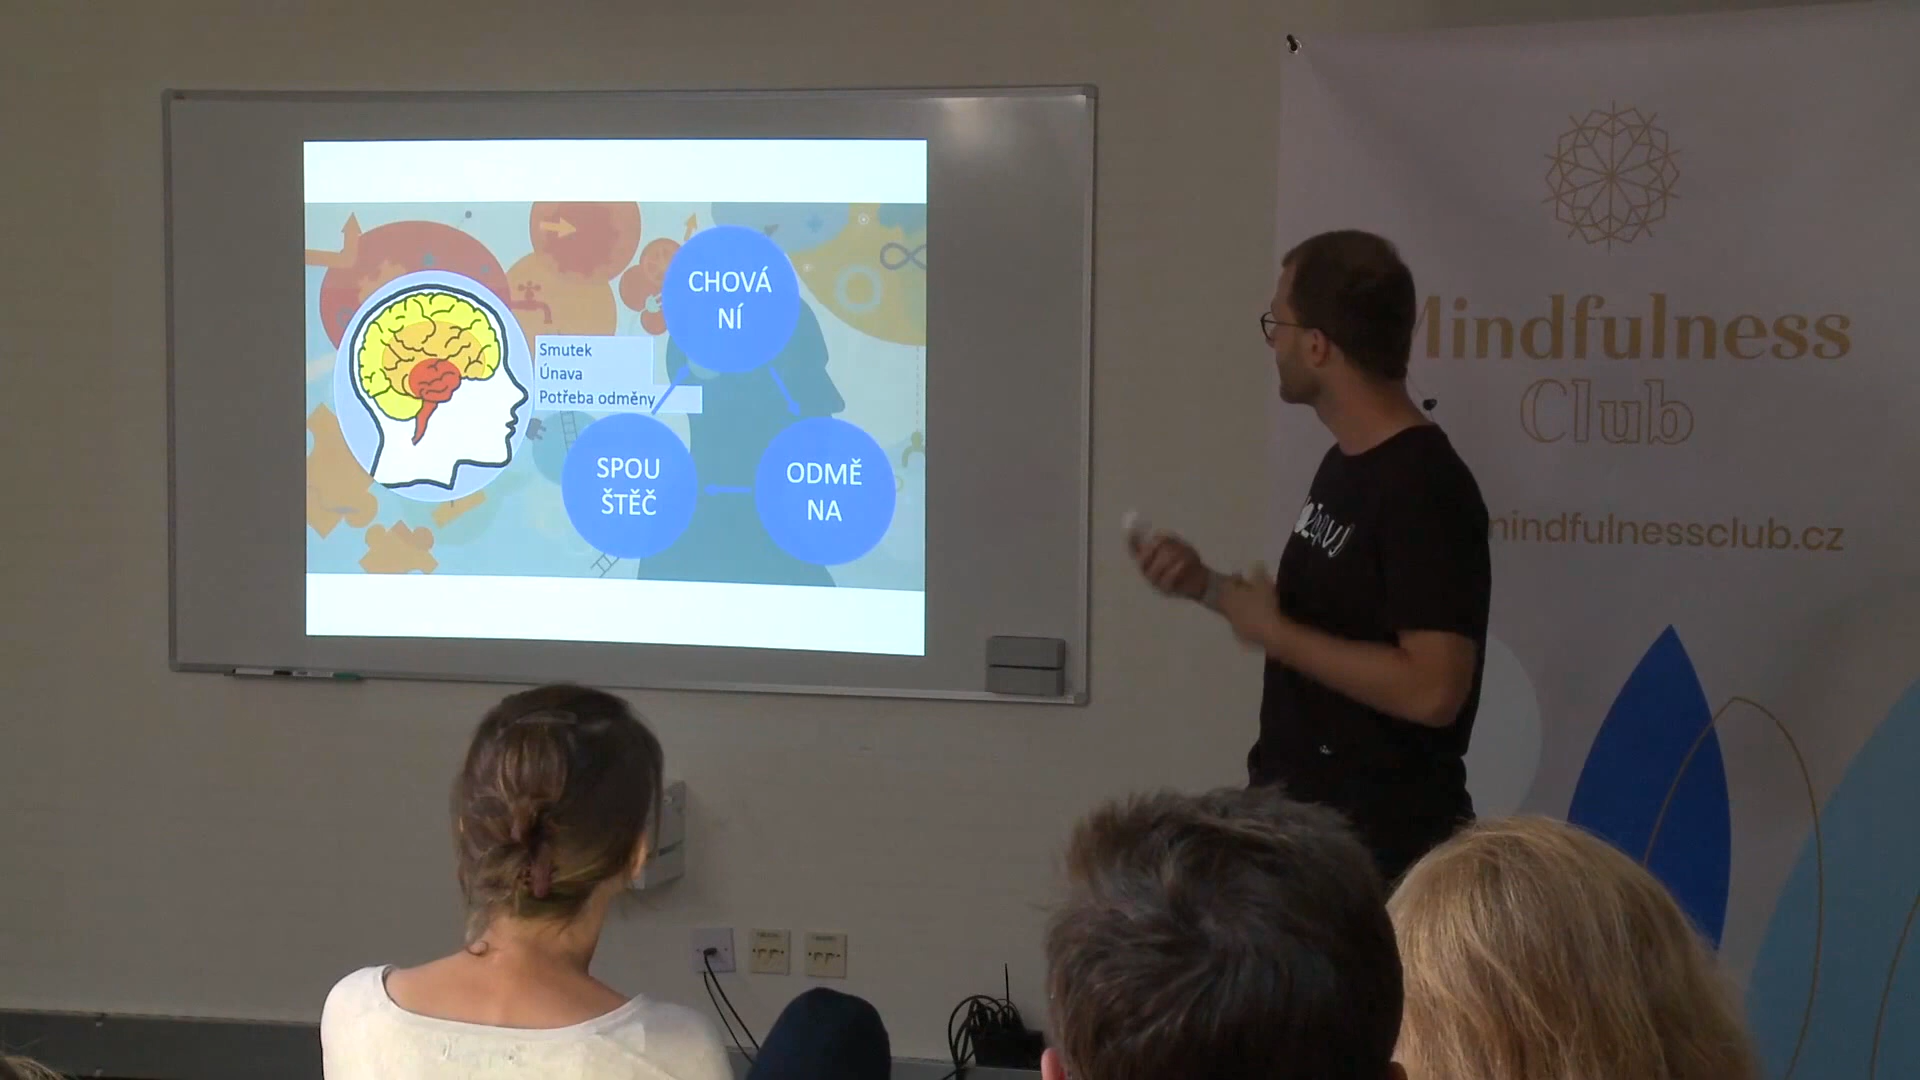 CHOVÁ
NÍ
Smutek
Únava
Potřeba odměny
SPOU
ŠTĚČ
ODMĚ
NA
Mindfulness
Club
mindfulnessclub.cz